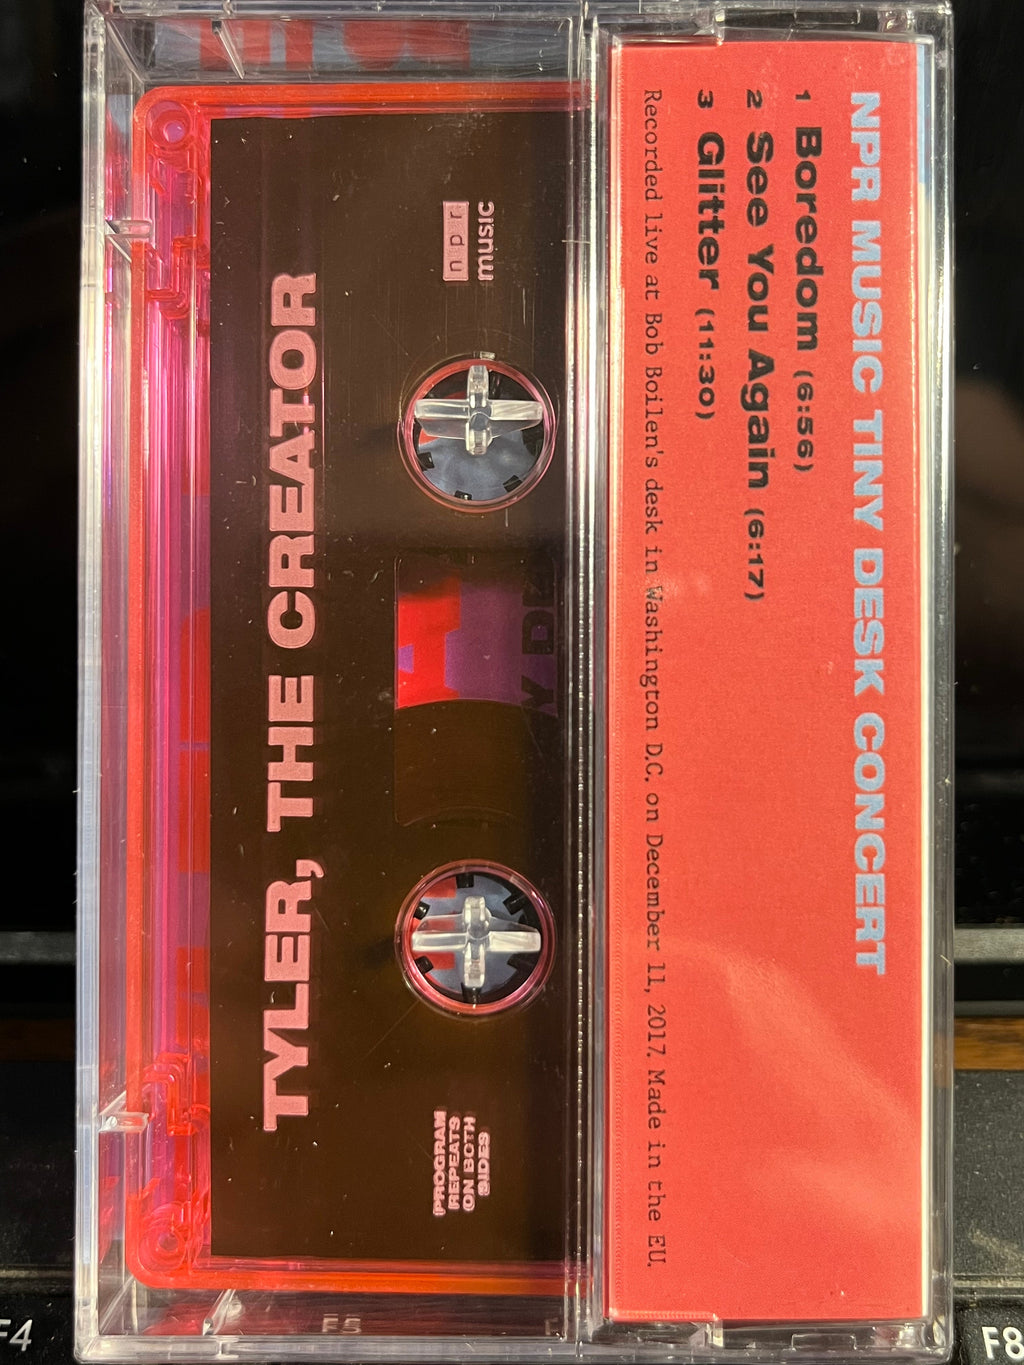 NPR MUSIC TINY DESK CONCERT
1 Boredom (6:56)
2 See You Again (6:17)
3 Glitter (11:30)
Recorded live at Bob Boilen's desk in Washington D.C. on December 11, 2017. Made in the EU.
TYLER, THE CREATOR
npr
music
PROGRAM
REPEATS
ON BOTH
SIDES
Y DE
F4
F5
F8